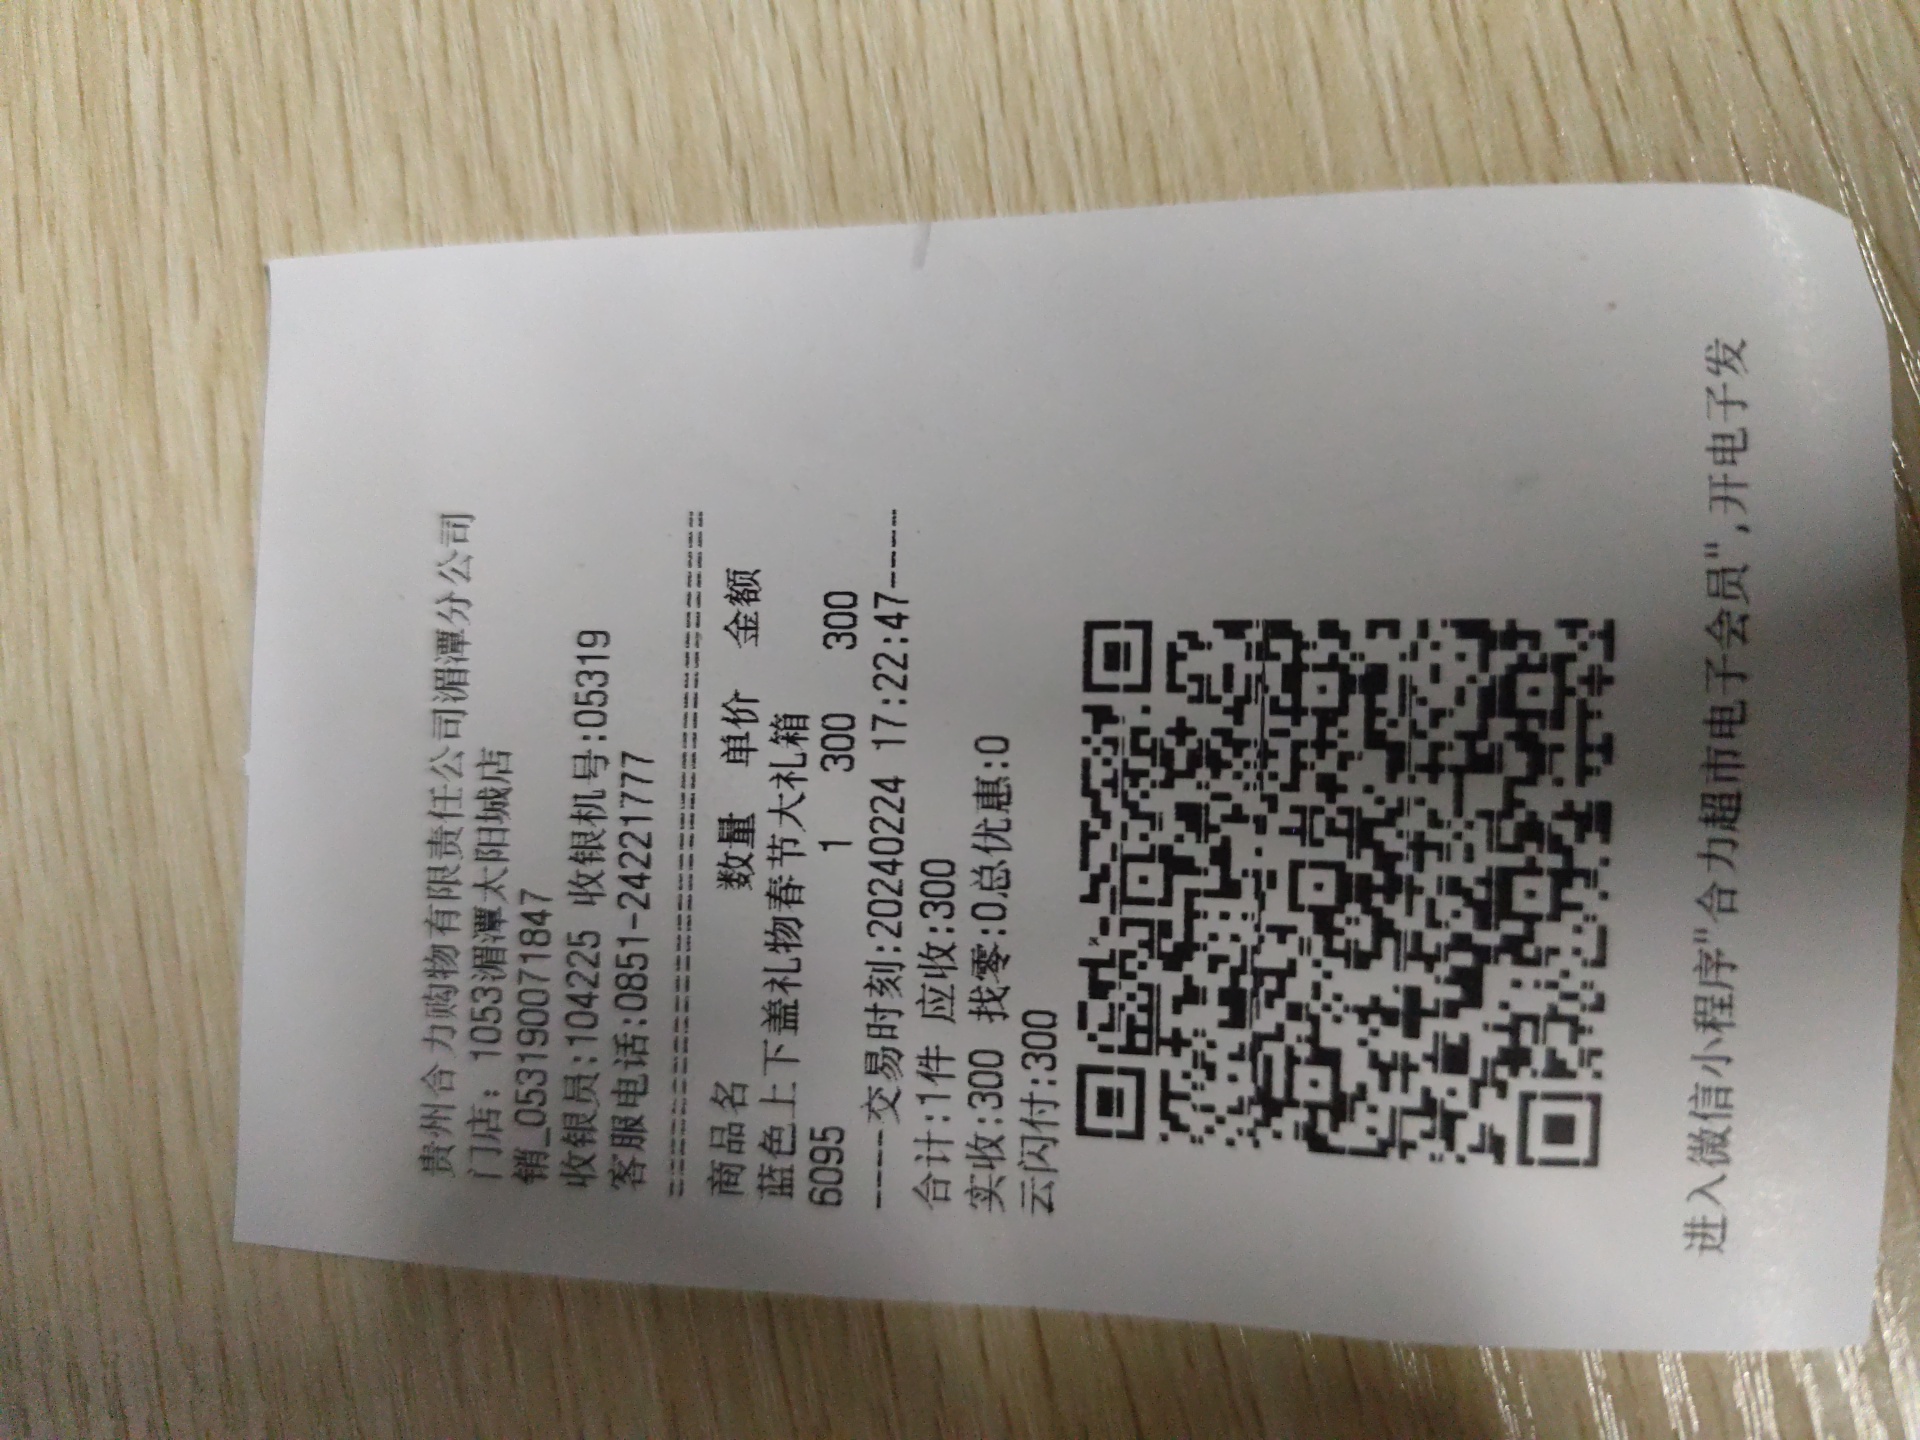 贵州合力购物有限责任公司湄潭分公司
门店: 1053湄潭太阳城店
销_053190071847
收银员:104225 收银机号:05319
客服电话:0851-24221777
==============================
商品名 数量 单价 金额
蓝色上下盖礼物春节大礼箱
6095 1 300 300
----交易时刻:20240224 17:22:47-----
合计:1件 应收:300
实收:300 找零:0总优惠:0
云闪付:300
进入微信小程序"合力超市电子会员",开电子发